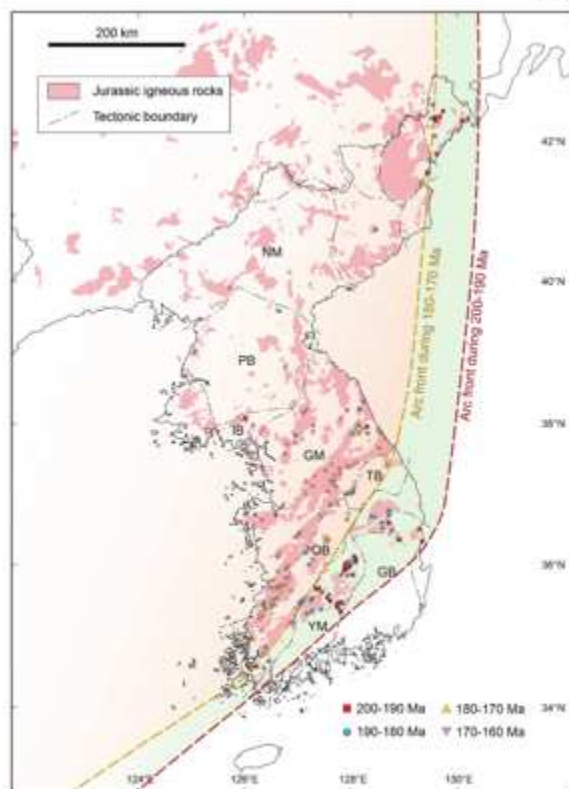 200 km
Jurassic igneous rocks
Tectonic boundary
42°N
NM
40°N
Arc front during 180-170 Ma
Arc front during 200-190 Ma
PB
38°N
IB
GM
TB
OB
36°N
GB
YM
200-190 Ma
180-170 Ma
190-180 Ma
170-160 Ma
34°N
124°E
126°E
128°E
130°E